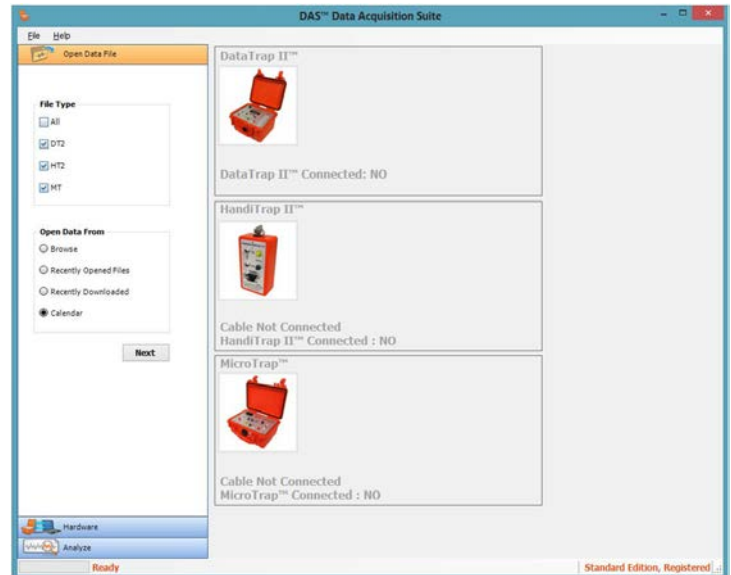 DAS™ Data Acquisition Suite
File Help
Open Data File
File Type
All
DT2
HT2
MT
Open Data From
Browse
Recently Opened Files
Recently Downloaded
Calendar
Next
Hardware
Analyze
DataTrap II™
DataTrap II™ Connected: NO
HandiTrap II™
Cable Not Connected
HandiTrap II™ Connected : NO
MicroTrap™
Cable Not Connected
MicroTrap™ Connected : NO
Ready
Standard Edition, Registered